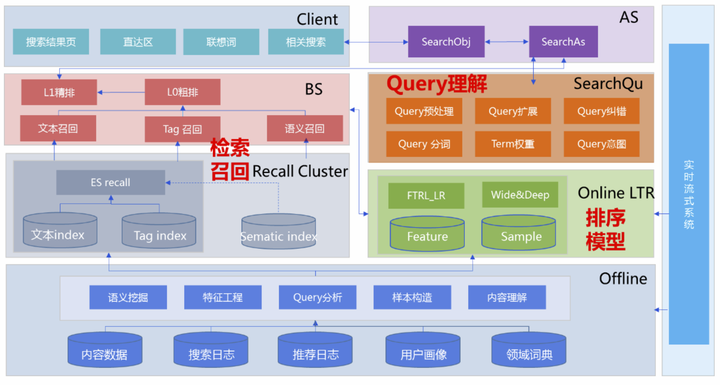 Client
搜索结果页
直达区
联想词
相关搜索
AS
SearchObj
SearchAs
BS
L1精排
L0粗排
文本召回
Tag 召回
语义召回
Query理解
SearchQu
Query预处理
Query扩展
Query纠错
Query 分词
Term权重
Query意图
检索
召回
Recall Cluster
ES recall
文本index
Tag index
Sematic index
Online LTR
FTRL_LR
Wide&Deep
Feature
Sample
排序
模型
实时流式系统
Offline
语义挖掘
特征工程
Query分析
样本构造
内容理解
内容数据
搜索日志
推荐日志
用户画像
领域词典